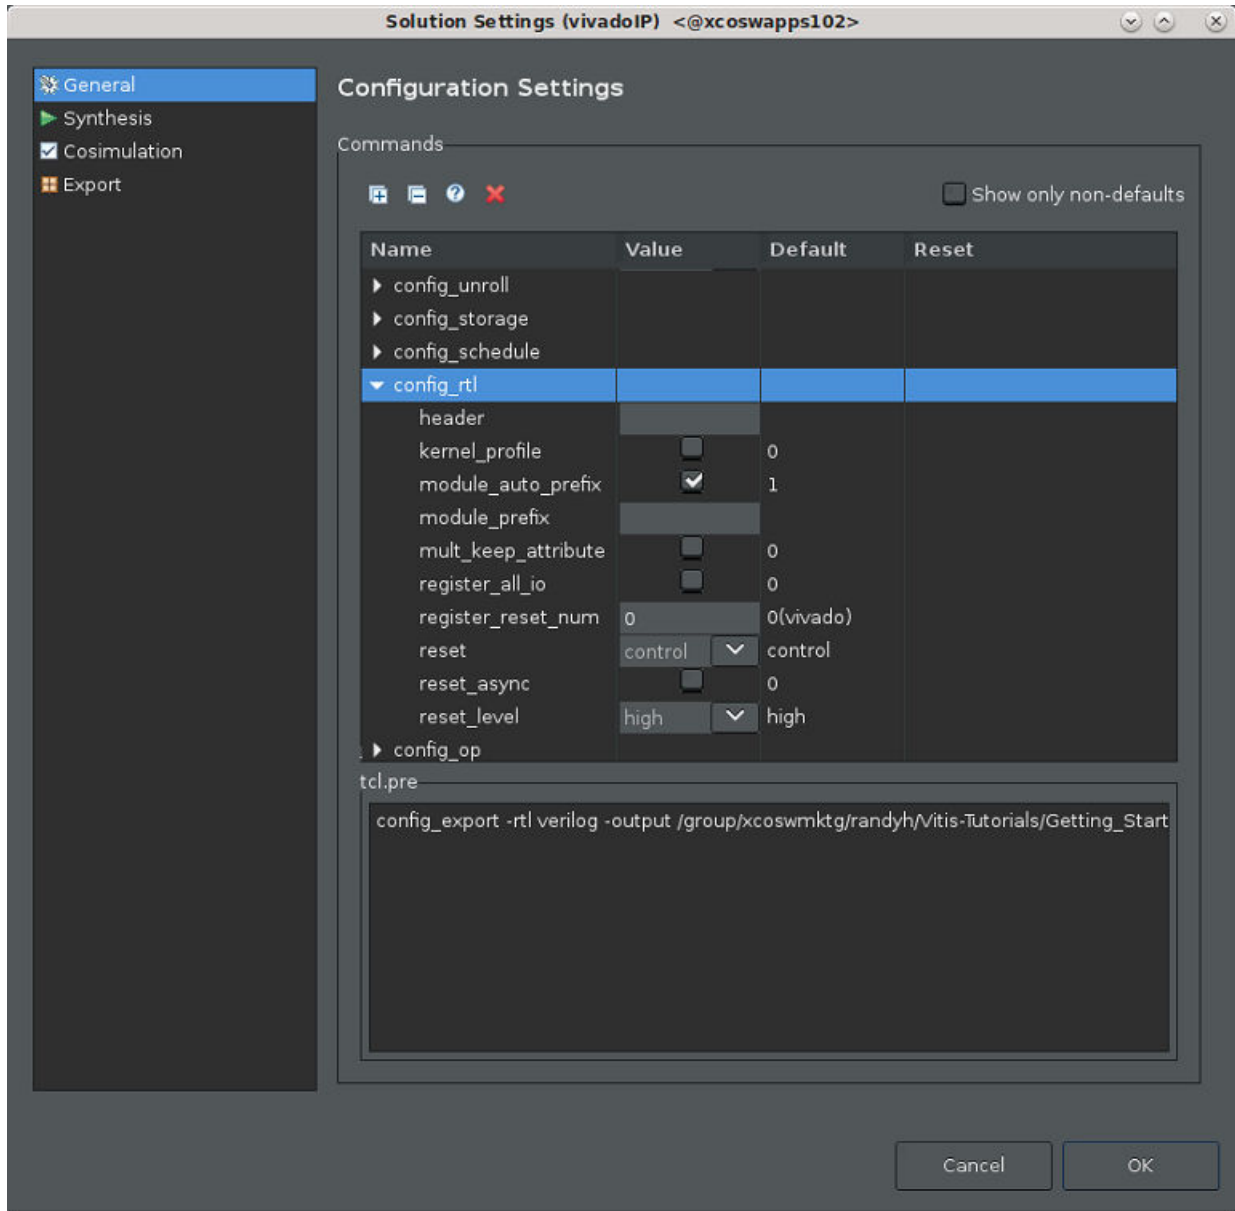 Solution Settings (vivadoIP) <@xcoswapps102>
General
Synthesis
Cosimulation
Export
Configuration Settings
Commands
Show only non-defaults
Name Value Default Reset
config_unroll
config_storage
config_schedule
config_rtl
header
kernel_profile 0
module_auto_prefix 1
module_prefix
mult_keep_attribute 0
register_all_io 0
register_reset_num 0 0(vivado)
reset control control
reset_async 0
reset_level high high
config_op
tcl.pre
config_export -rtl verilog -output /group/xcoswmktg/randyh/Vitis-Tutorials/Getting_Start
Cancel OK